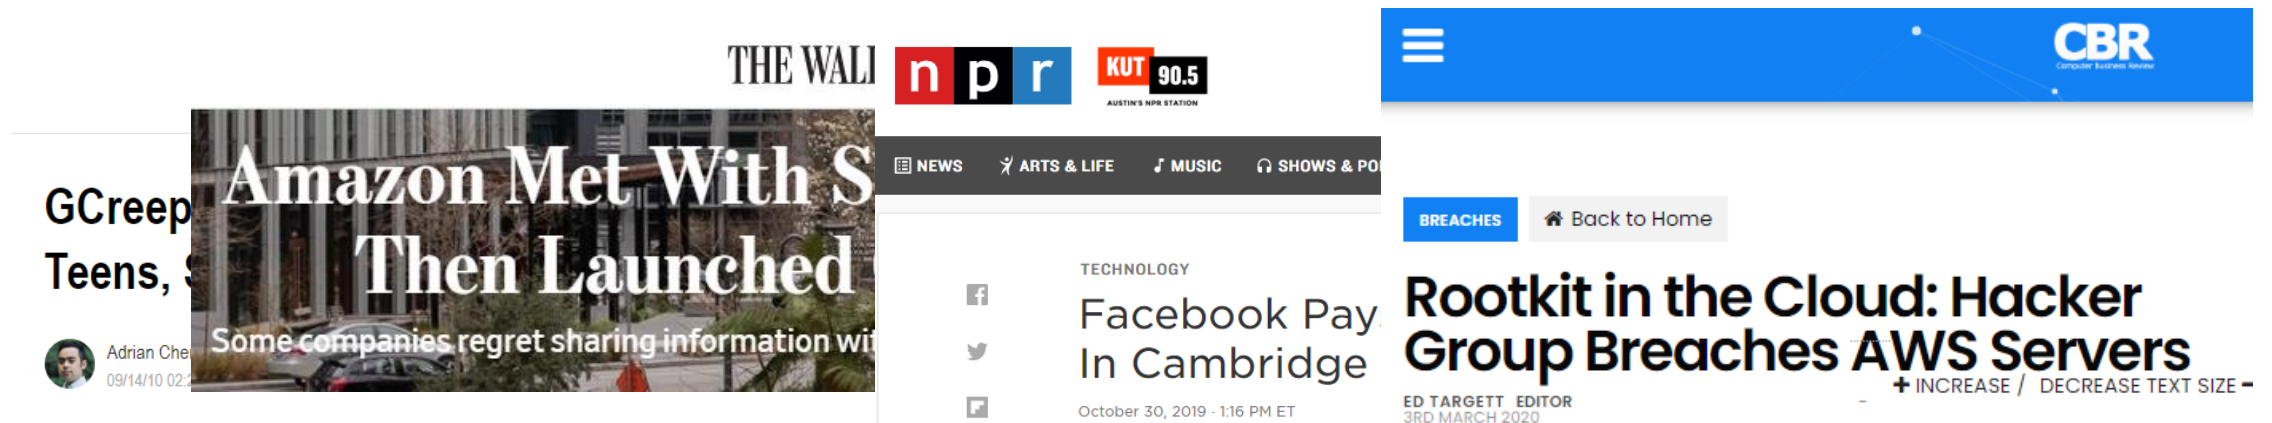 GCreep
Teens,
Adrian Che
09/14/10 02:2
THE WALL
Amazon Met With S
Then Launched
Some companies regret sharing information wit
npr
KUT 90.5
AUSTIN'S NPR STATION
NEWS ARTS & LIFE MUSIC SHOWS & PO
TECHNOLOGY
Facebook Pay
In Cambridge
October 30, 2019 · 1:16 PM ET
CBR
Computer Business Review
BREACHES Back to Home
Rootkit in the Cloud: Hacker
Group Breaches AWS Servers
+ INCREASE / DECREASE TEXT SIZE -
ED TARGETT EDITOR
3RD MARCH 2020